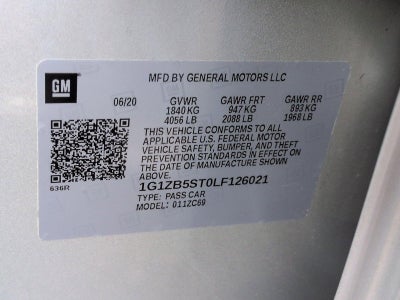 GM
MFD BY GENERAL MOTORS LLC
06/20 GVWR GAWR FRT GAWR RR
1840 KG 947 KG 893 KG
4056 LB 2088 LB 1968 LB
THIS VEHICLE CONFORMS TO ALL
APPLICABLE U.S. FEDERAL MOTOR
VEHICLE SAFETY, BUMPER, AND THEFT
PREVENTION STANDARDS IN EFFECT ON
THE DATE OF MANUFACTURE SHOWN
ABOVE.
636R
1G1ZB5ST0LF126021
TYPE: PASS CAR
MODEL: 011ZC69